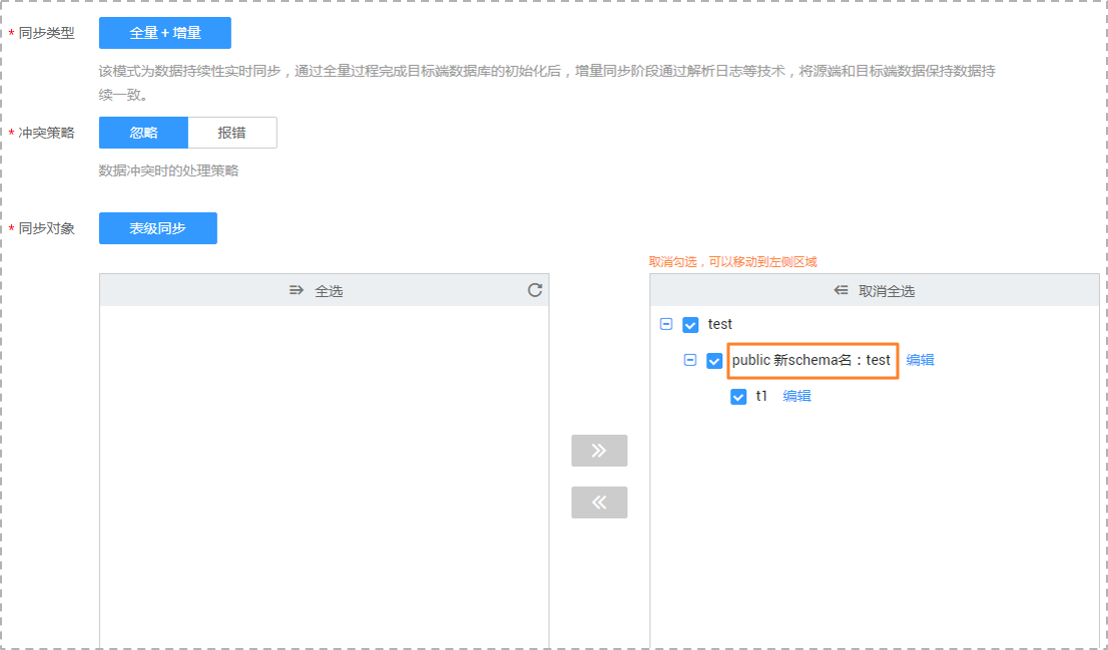 * 同步类型
全量 + 增量
该模式为数据持续性实时同步，通过全量过程完成目标端数据库的初始化后，增量同步阶段通过解析日志等技术，将源端和目标端数据保持数据持
续一致。
* 冲突策略
忽略
报错
数据冲突时的处理策略
* 同步对象
表级同步
取消勾选，可以移动到左侧区域
全选
取消全选
test
public 新schema名：test 编辑
t1 编辑